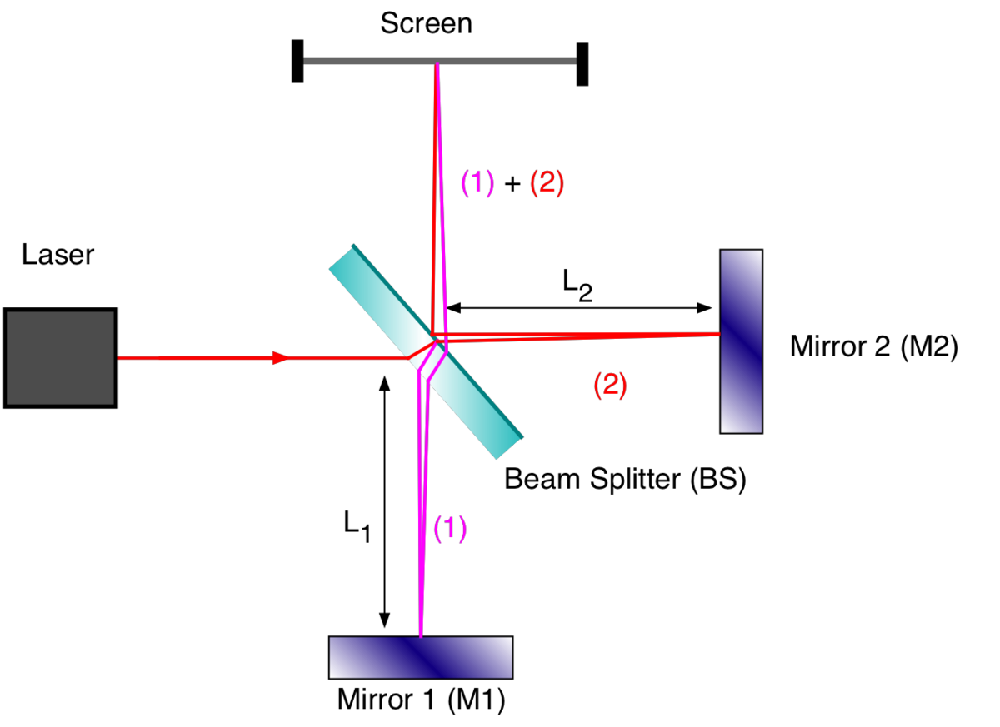 Screen
(1) + (2)
Laser
L2
Mirror 2 (M2)
(2)
Beam Splitter (BS)
L1
(1)
Mirror 1 (M1)